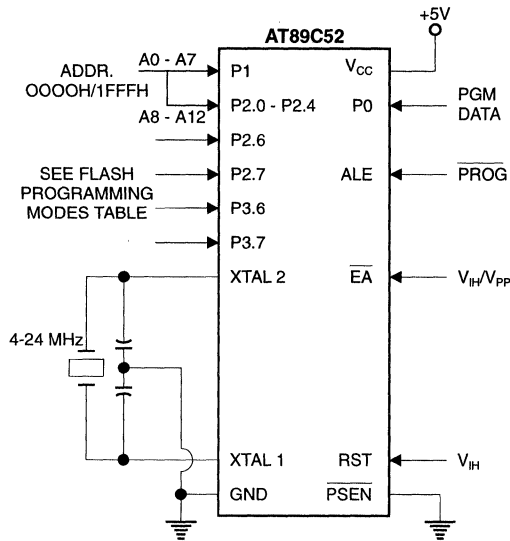 +5V
AT89C52
A0 - A7
ADDR.
OOOOH/1FFFH
A8 - A12
P1
P2.0 - P2.4
P2.6
P2.7
P3.6
P3.7
SEE FLASH
PROGRAMMING
MODES TABLE
XTAL 2
4-24 MHz
XTAL 1
GND
VCC
P0
PGM
DATA
ALE
PROG
EA
VIH/VPP
RST
VIH
PSEN